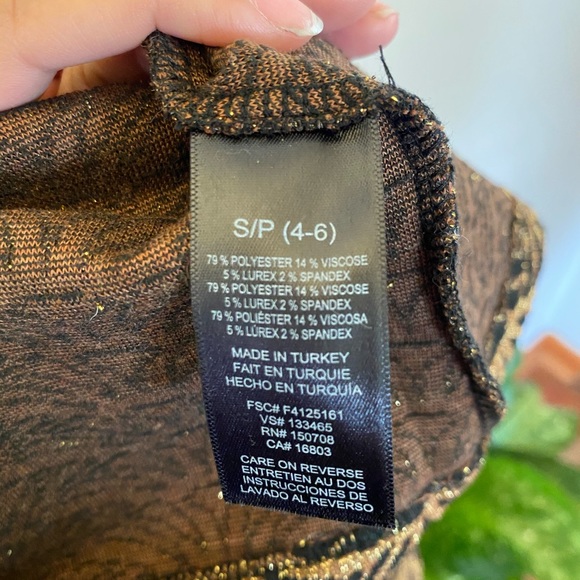 S/P (4-6)
79 % POLYESTER 14 % VISCOSE
5 % LUREX 2 % SPANDEX
79 % POLYESTER 14 % VISCOSE
5 % LUREX 2 % SPANDEX
79 % POLIÉSTER 14 % VISCOSA
5 % LÚREX 2 % SPANDEX
MADE IN TURKEY
FAIT EN TURQUIE
HECHO EN TURQUÍA
FSC# F4125161
VS# 133465
RN# 150708
CA# 16803
CARE ON REVERSE
ENTRETIEN AU DOS
INSTRUCCIONES DE
LAVADO AL REVERSO